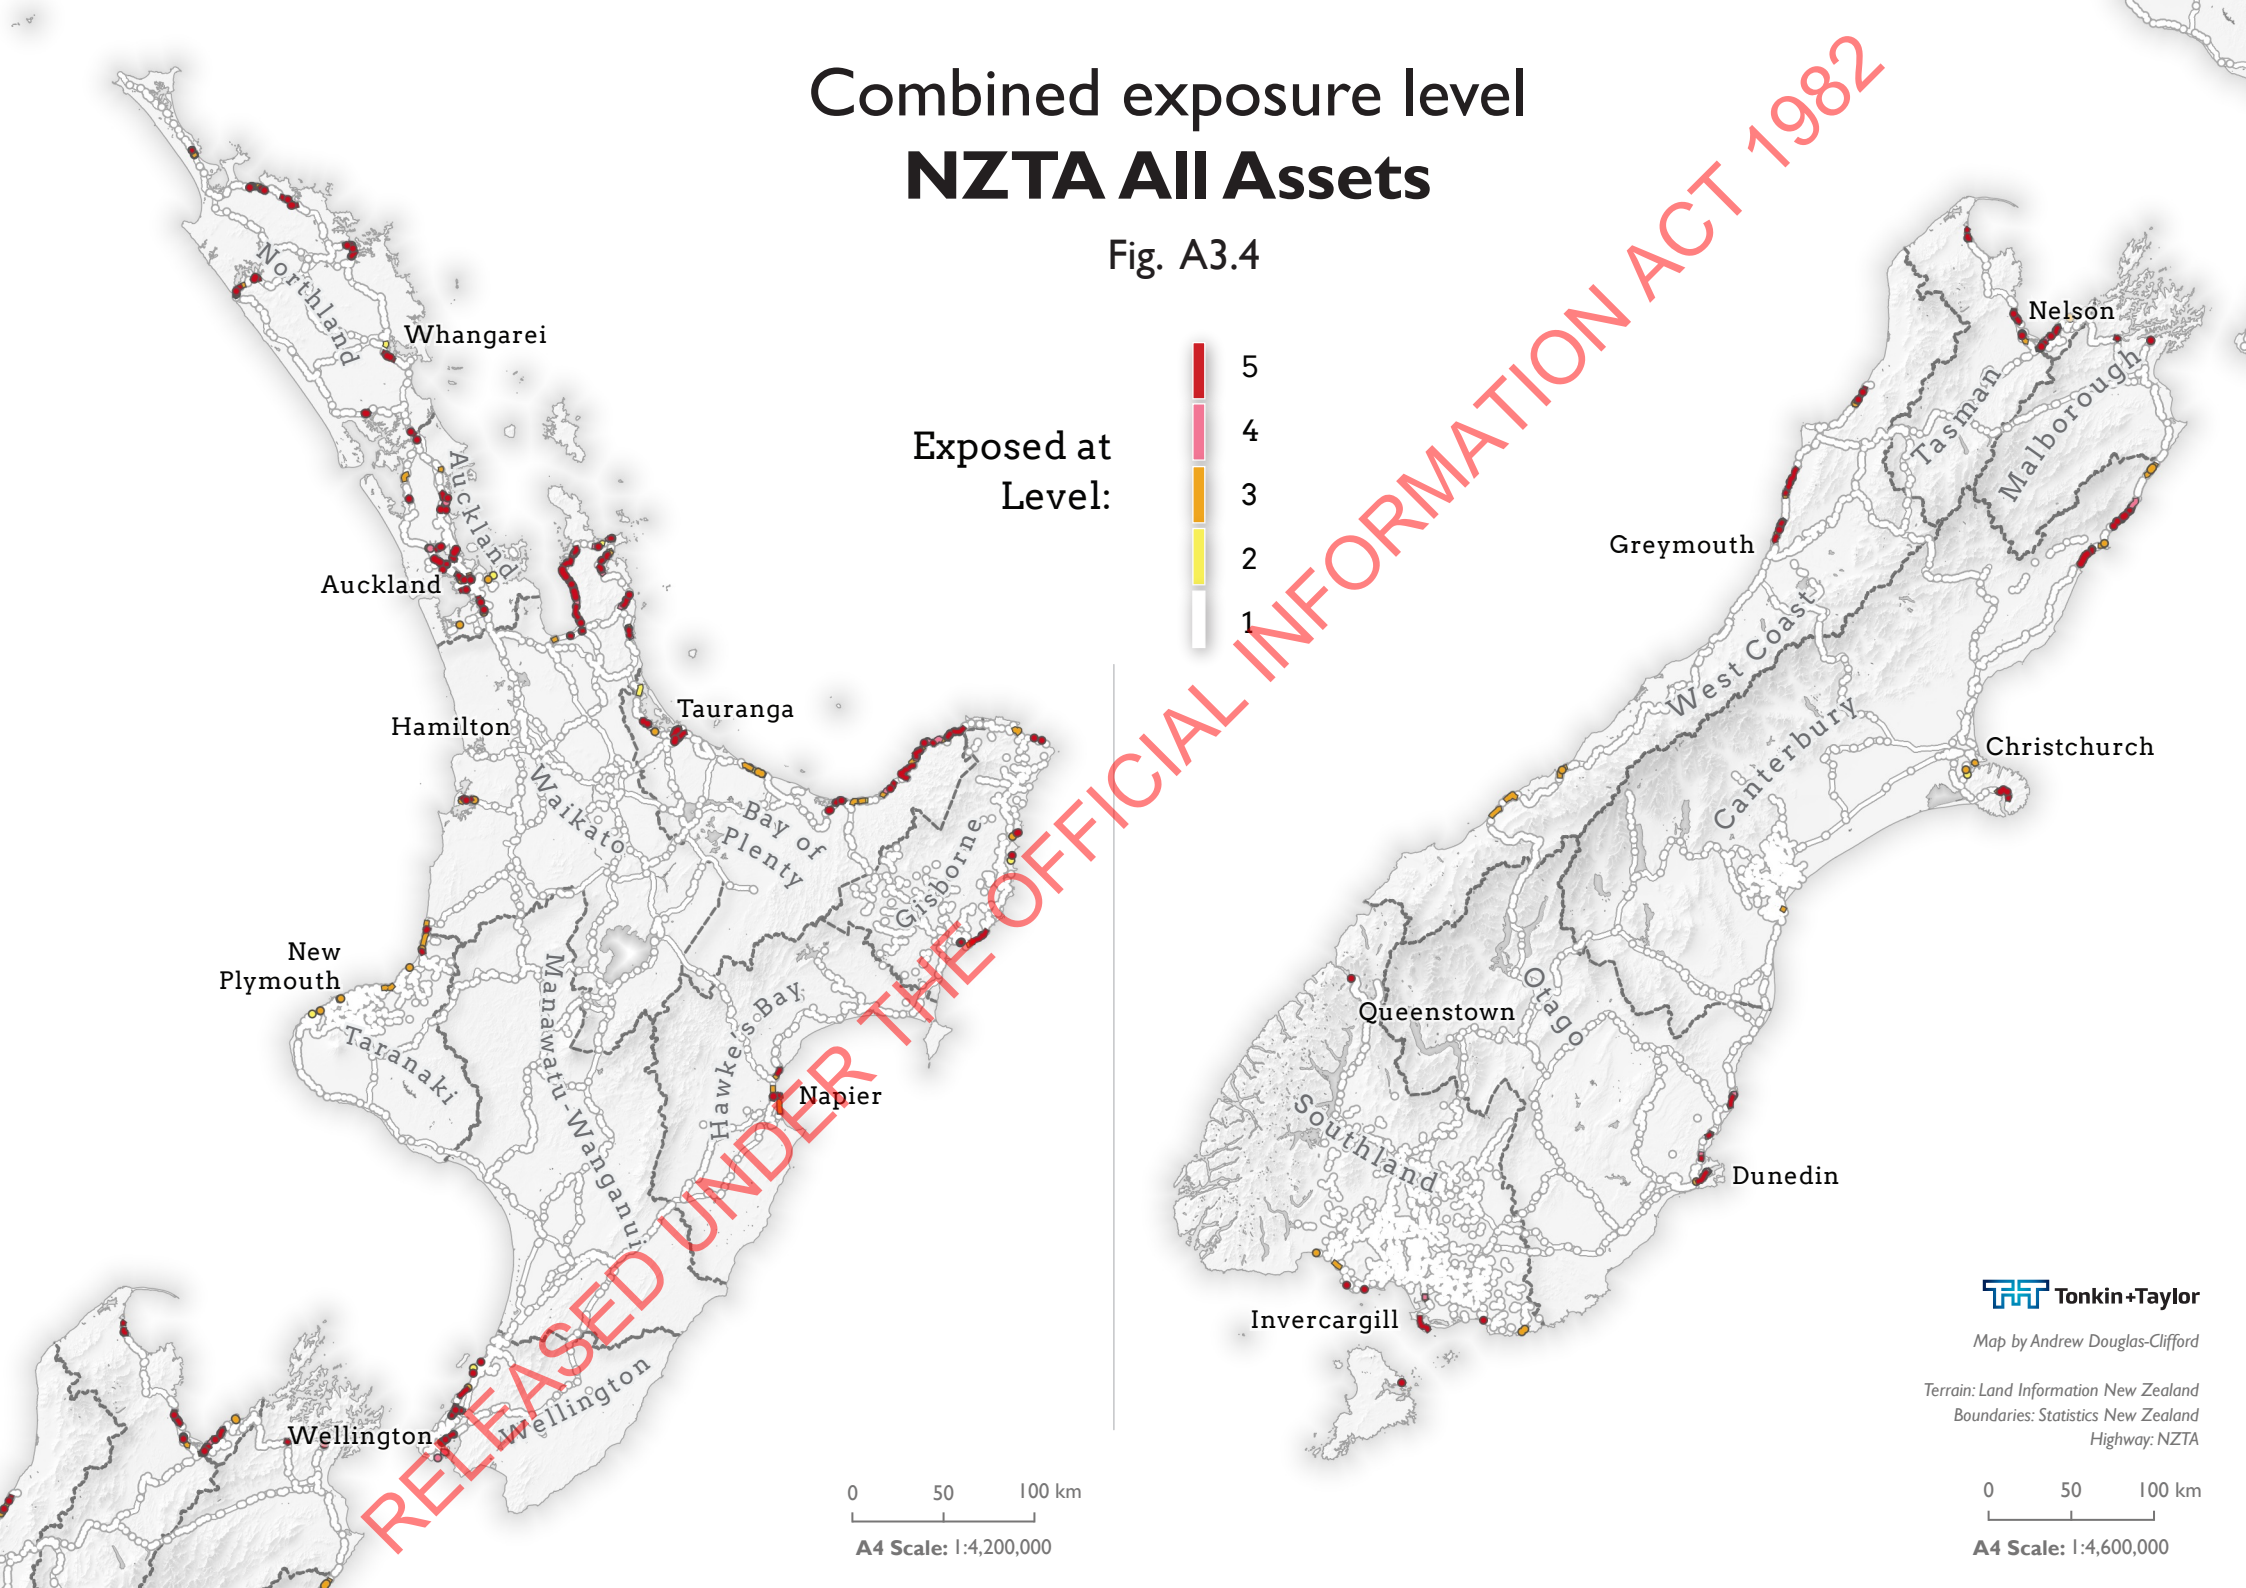 Combined exposure level
NZTA All Assets
Fig. A3.4
Exposed at
Level:
5
4
3
2
1
RELEASED UNDER THE OFFICIAL INFORMATION ACT 1982
Northland
Whangarei
Auckland
Auckland
Hamilton
Tauranga
Waikato
Bay of
Plenty
Gisborne
New
Plymouth
Taranaki
Manawatu-Wanganui
Hawke's Bay
Napier
Wellington
Wellington
0 50 100 km
A4 Scale: 1:4,200,000
Nelson
Tasman
Malborough
Greymouth
West Coast
Canterbury
Christchurch
Queenstown
Otago
Southland
Dunedin
Invercargill
Tonkin+Taylor
Map by Andrew Douglas-Clifford
Terrain: Land Information New Zealand
Boundaries: Statistics New Zealand
Highway: NZTA
0 50 100 km
A4 Scale: 1:4,600,000